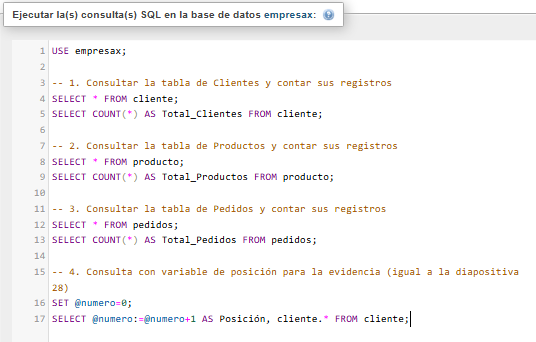 Ejecutar la(s) consulta(s) SQL en la base de datos empresax:
1 USE empresax;
2
3 -- 1. Consultar la tabla de Clientes y contar sus registros
4 SELECT * FROM cliente;
5 SELECT COUNT(*) AS Total_Clientes FROM cliente;
6
7 -- 2. Consultar la tabla de Productos y contar sus registros
8 SELECT * FROM producto;
9 SELECT COUNT(*) AS Total_Productos FROM producto;
10
11 -- 3. Consultar la tabla de Pedidos y contar sus registros
12 SELECT * FROM pedidos;
13 SELECT COUNT(*) AS Total_Pedidos FROM pedidos;
14
15 -- 4. Consulta con variable de posición para la evidencia (igual a la diapositiva
28)
16 SET @numero=0;
17 SELECT @numero:=@numero+1 AS Posición, cliente.* FROM cliente;